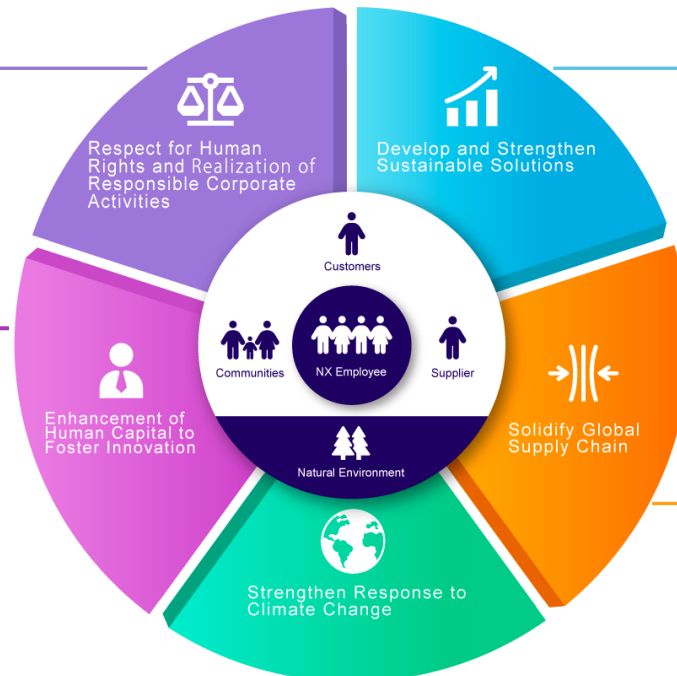 Respect for Human
Rights and Realization of
Responsible Corporate
Activities
Develop and Strengthen
Sustainable Solutions
Customers
Communities
NX Employee
Supplier
Natural Environment
Enhancement of
Human Capital to
Foster Innovation
Solidify Global
Supply Chain
Strengthen Response to
Climate Change